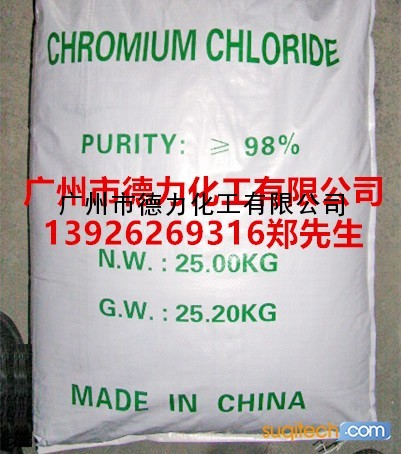 CHROMIUM CHLORIDE
PURITY: ≥ 98%
广州市德力化工有限公司
广州市德力化工有限公司
13926269316郑先生
N.W. : 25.00KG
G.W. : 25.20KG
MADE IN CHINA
sugitech.com